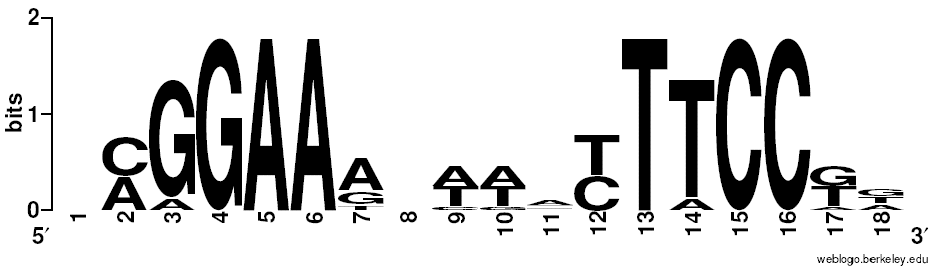 2
bits
1
0
C G G A A A A A A T T T C C G G
A A G T T C A T T
1 2 3 4 5 6 7 8 9 10 11 12 13 14 15 16 17 18
5′ 3′
weblogo.berkeley.edu